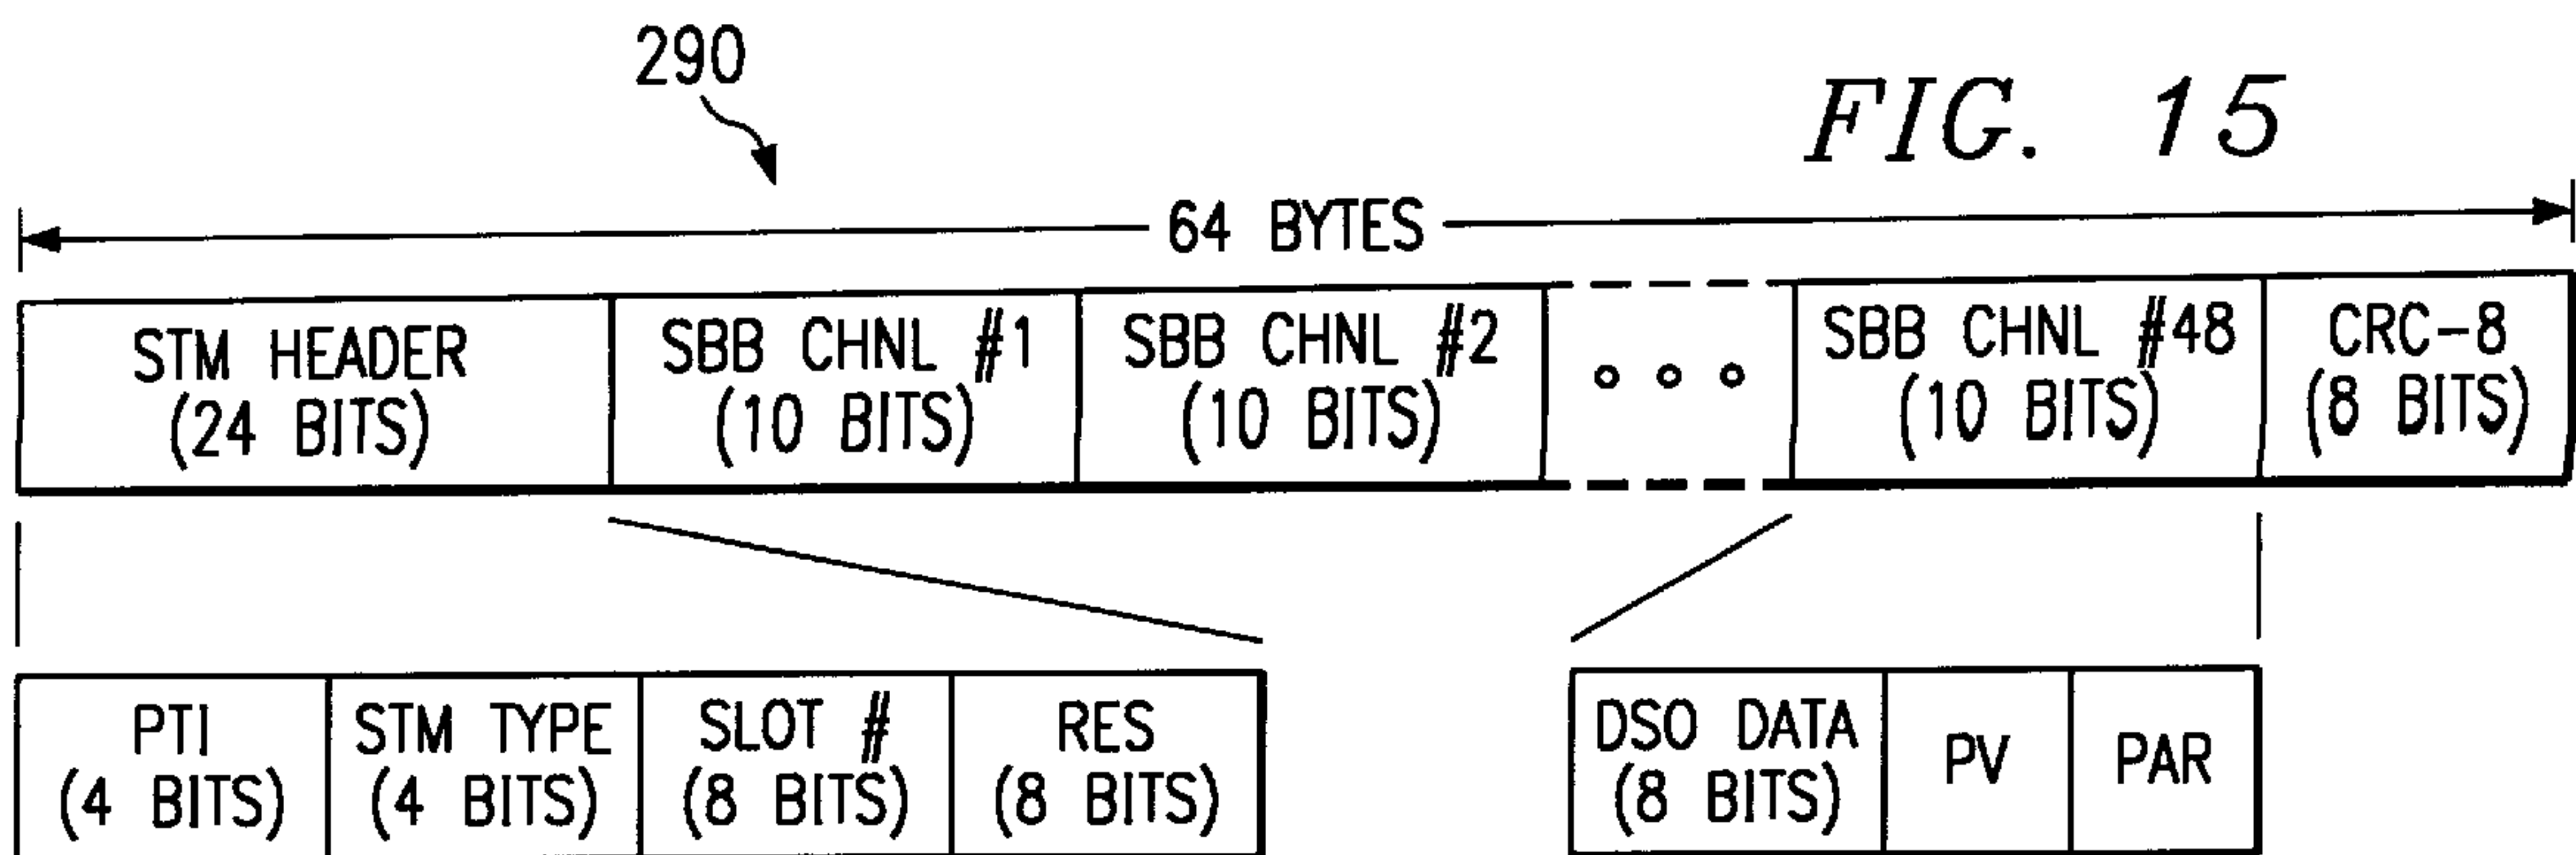 290
FIG. 15
64 BYTES
STM HEADER
(24 BITS)
SBB CHNL #1
(10 BITS)
SBB CHNL #2
(10 BITS)
SBB CHNL #48
(10 BITS)
CRC-8
(8 BITS)
PTI
(4 BITS)
STM TYPE
(4 BITS)
SLOT #
(8 BITS)
RES
(8 BITS)
DSO DATA
(8 BITS)
PV
PAR